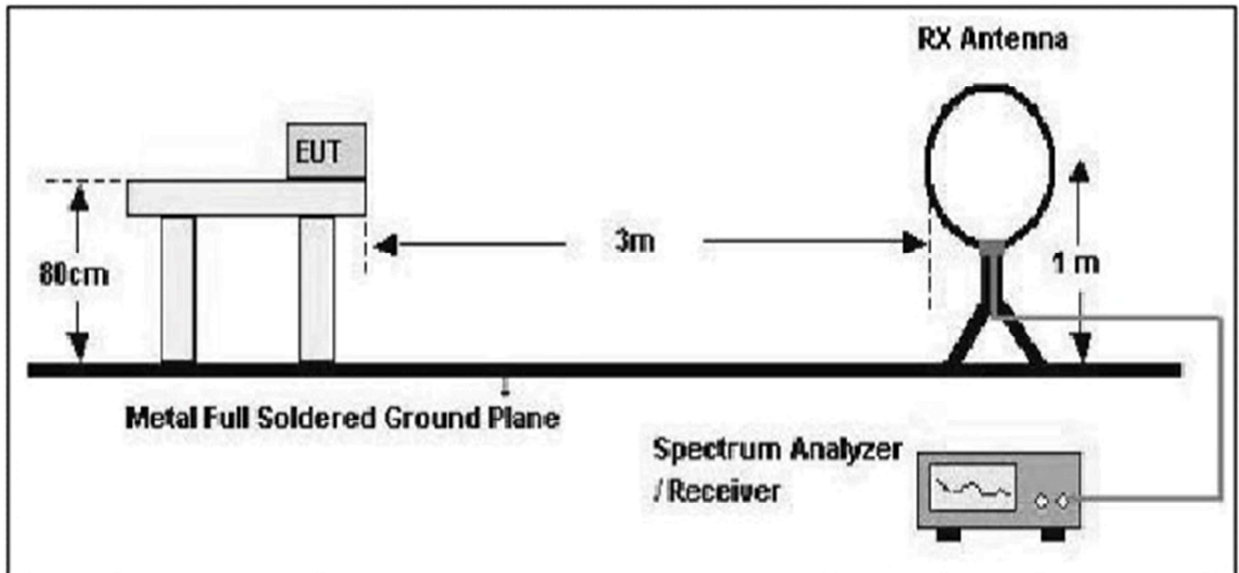 RX Antenna
EUT
80cm
3m
1 m
Metal Full Soldered Ground Plane
Spectrum Analyzer
/ Receiver